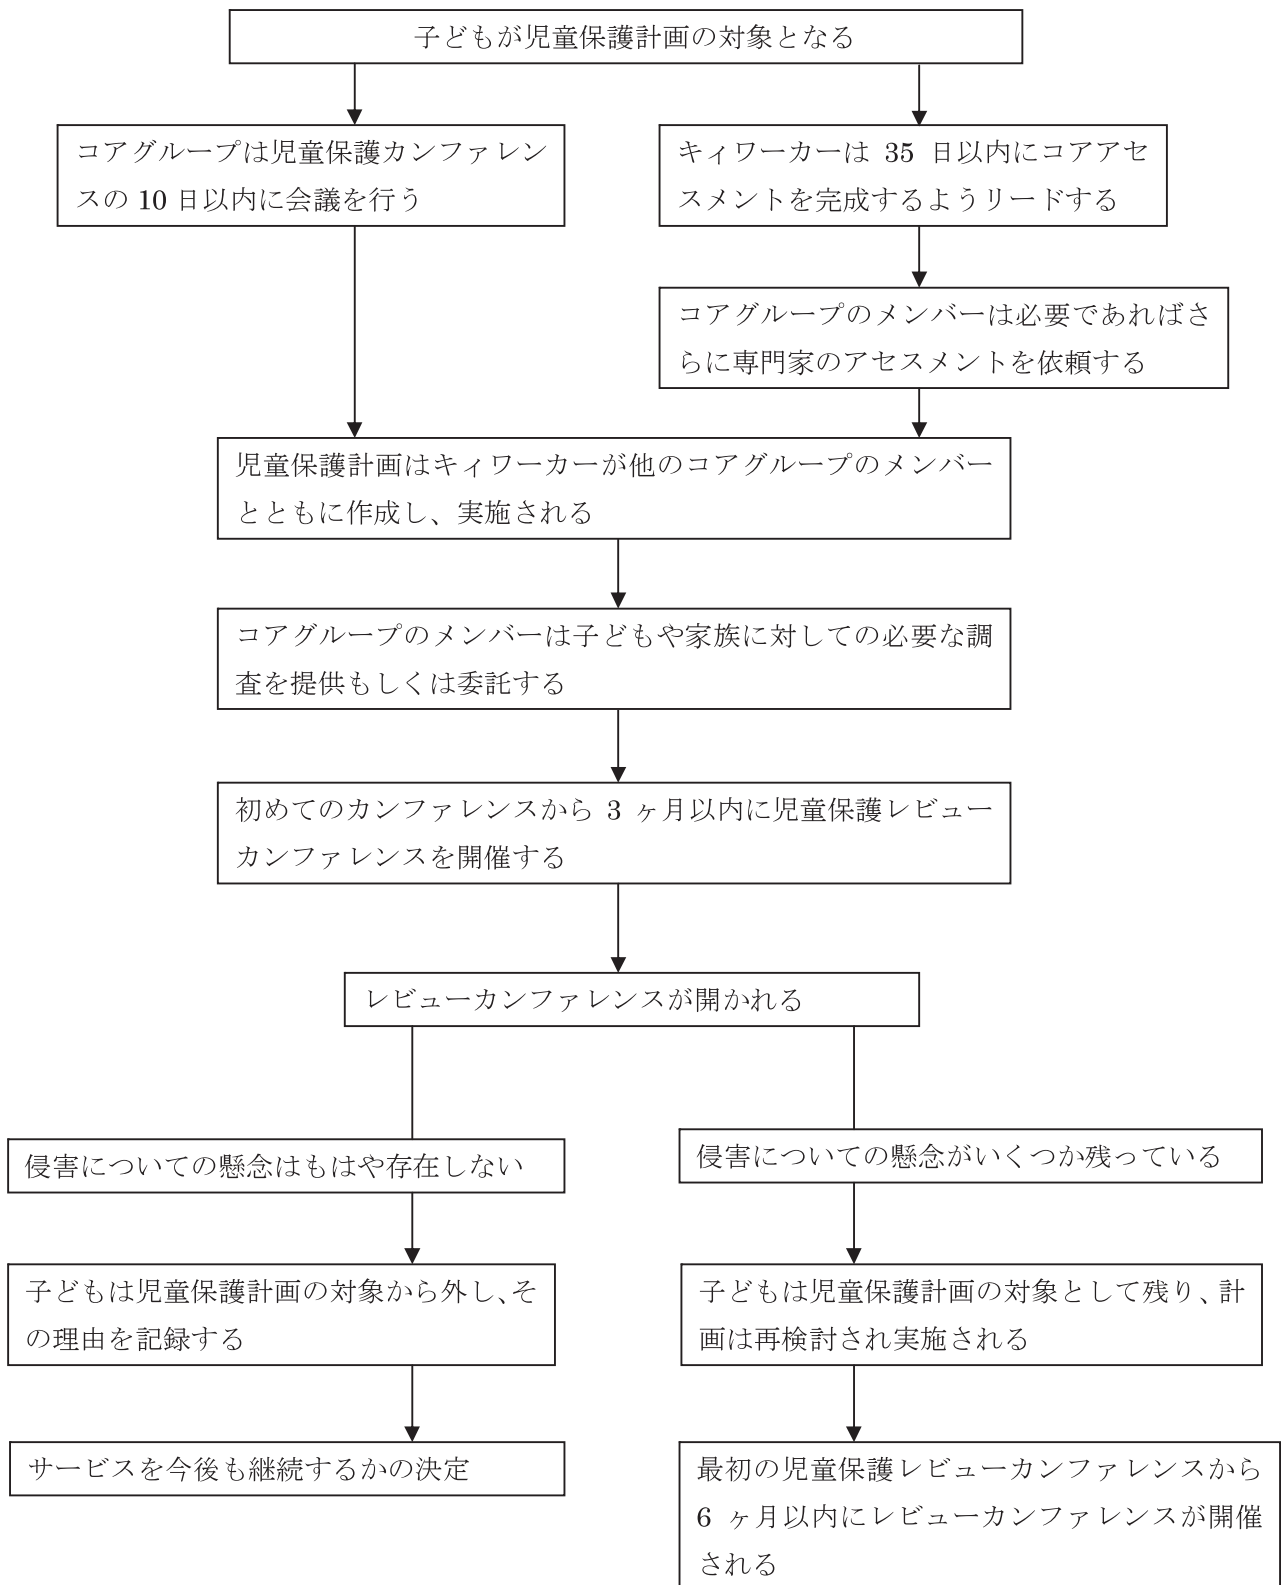 子どもが児童保護計画の対象となる
コアグループは児童保護カンファレン
スの 10 日以内に会議を行う
キィワーカーは 35 日以内にコアアセ
スメントを完成するようリードする
コアグループのメンバーは必要であればさ
らに専門家のアセスメントを依頼する
児童保護計画はキィワーカーが他のコアグループのメンバー
とともに作成し、実施される
コアグループのメンバーは子どもや家族に対しての必要な調
査を提供もしくは委託する
初めてのカンファレンスから 3 ヶ月以内に児童保護レビュー
カンファレンスを開催する
レビューカンファレンスが開かれる
侵害についての懸念はもはや存在しない
侵害についての懸念がいくつか残っている
子どもは児童保護計画の対象から外し、そ
の理由を記録する
子どもは児童保護計画の対象として残り、計
画は再検討され実施される
サービスを今後も継続するかの決定
最初の児童保護レビューカンファレンスから
6 ヶ月以内にレビューカンファレンスが開催
される